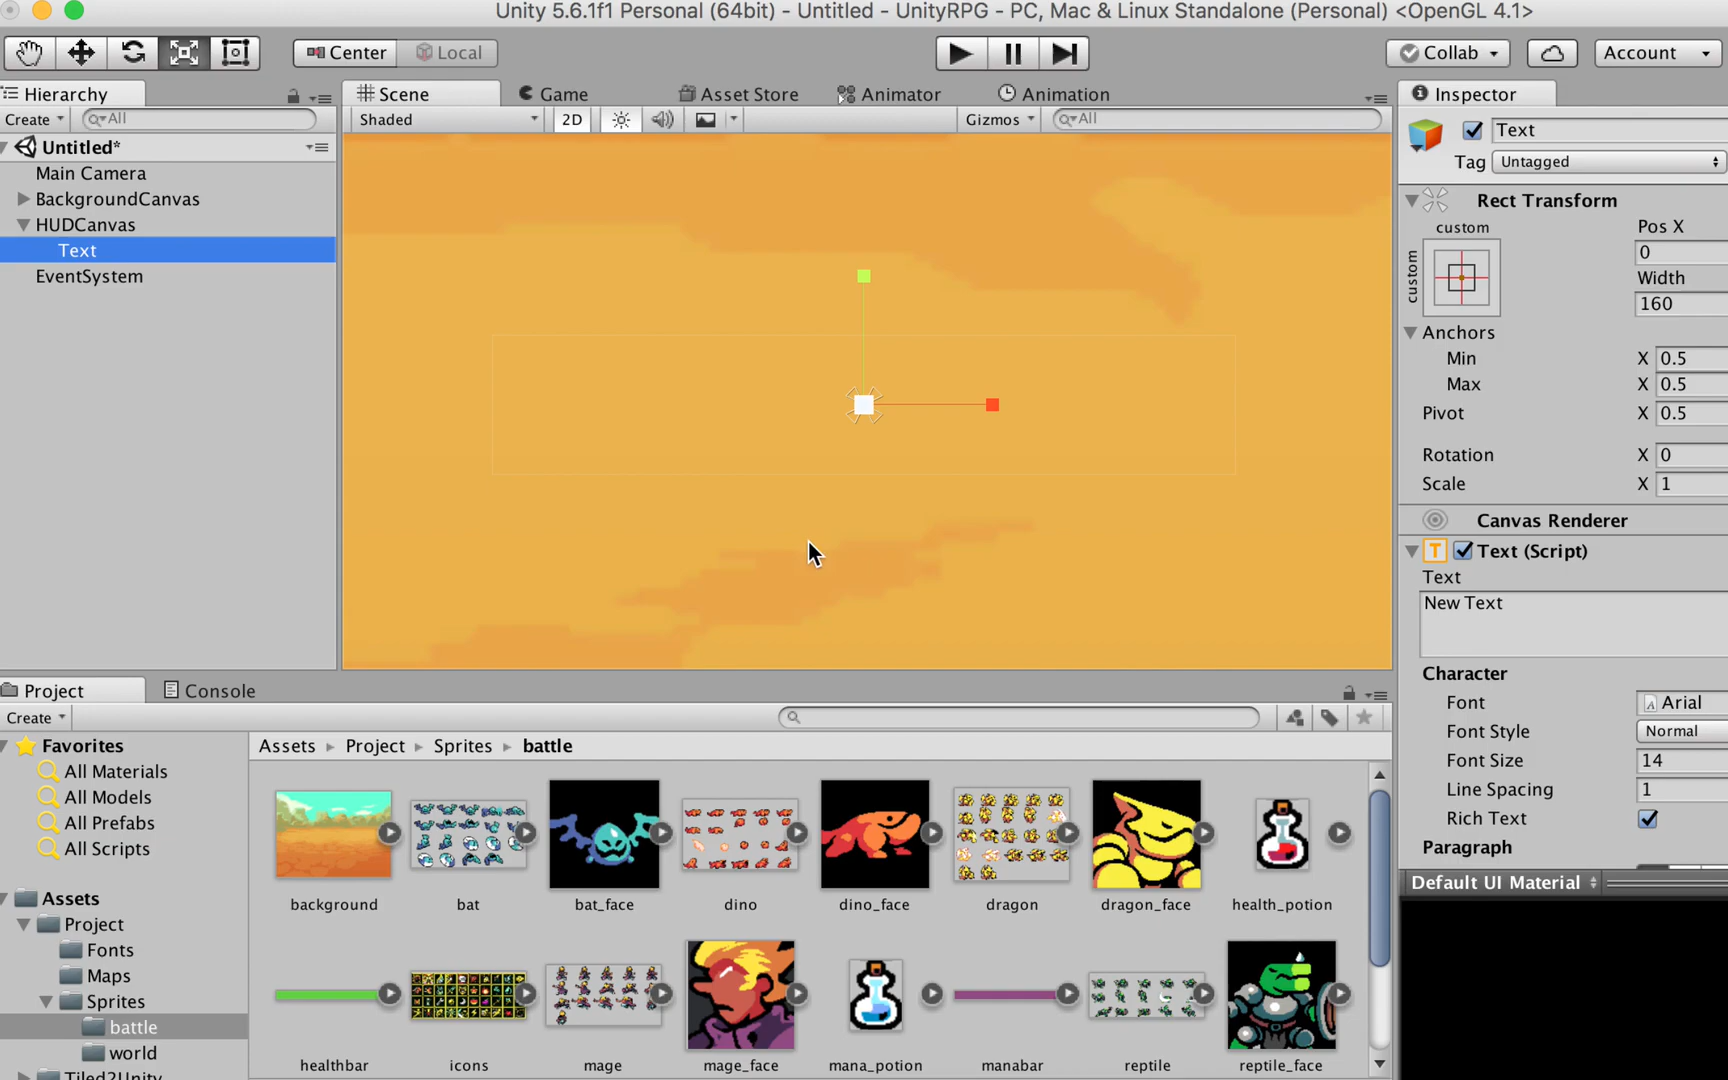 Unity 5.6.1f1 Personal (64bit) - Untitled - UnityRPG - PC, Mac & Linux Standalone (Personal) <OpenGL 4.1>
Center Local Collab Account
Hierarchy Scene Game Asset Store Animator Animation Inspector
Create All Shaded 2D Gizmos All Text
Untitled* Tag Untagged
Main Camera
BackgroundCanvas Rect Transform
HUDCanvas custom Pos X
Text custom 0
EventSystem Width
160
Anchors
Min X 0.5
Max X 0.5
Pivot X 0.5
Rotation X 0
Scale X 1
Canvas Renderer
T Text (Script)
Text
New Text
Character
Font Arial
Font Style Normal
Font Size 14
Line Spacing 1
Rich Text
Paragraph
Default UI Material
Project Console
Create
Favorites Assets Project Sprites battle
All Materials
All Models
All Prefabs
All Scripts
Assets background bat bat_face dino dino_face dragon dragon_face health_potion
Project
Fonts
Maps
Sprites
battle
world healthbar icons mage mage_face mana_potion manabar reptile reptile_face
Tiled2Unity